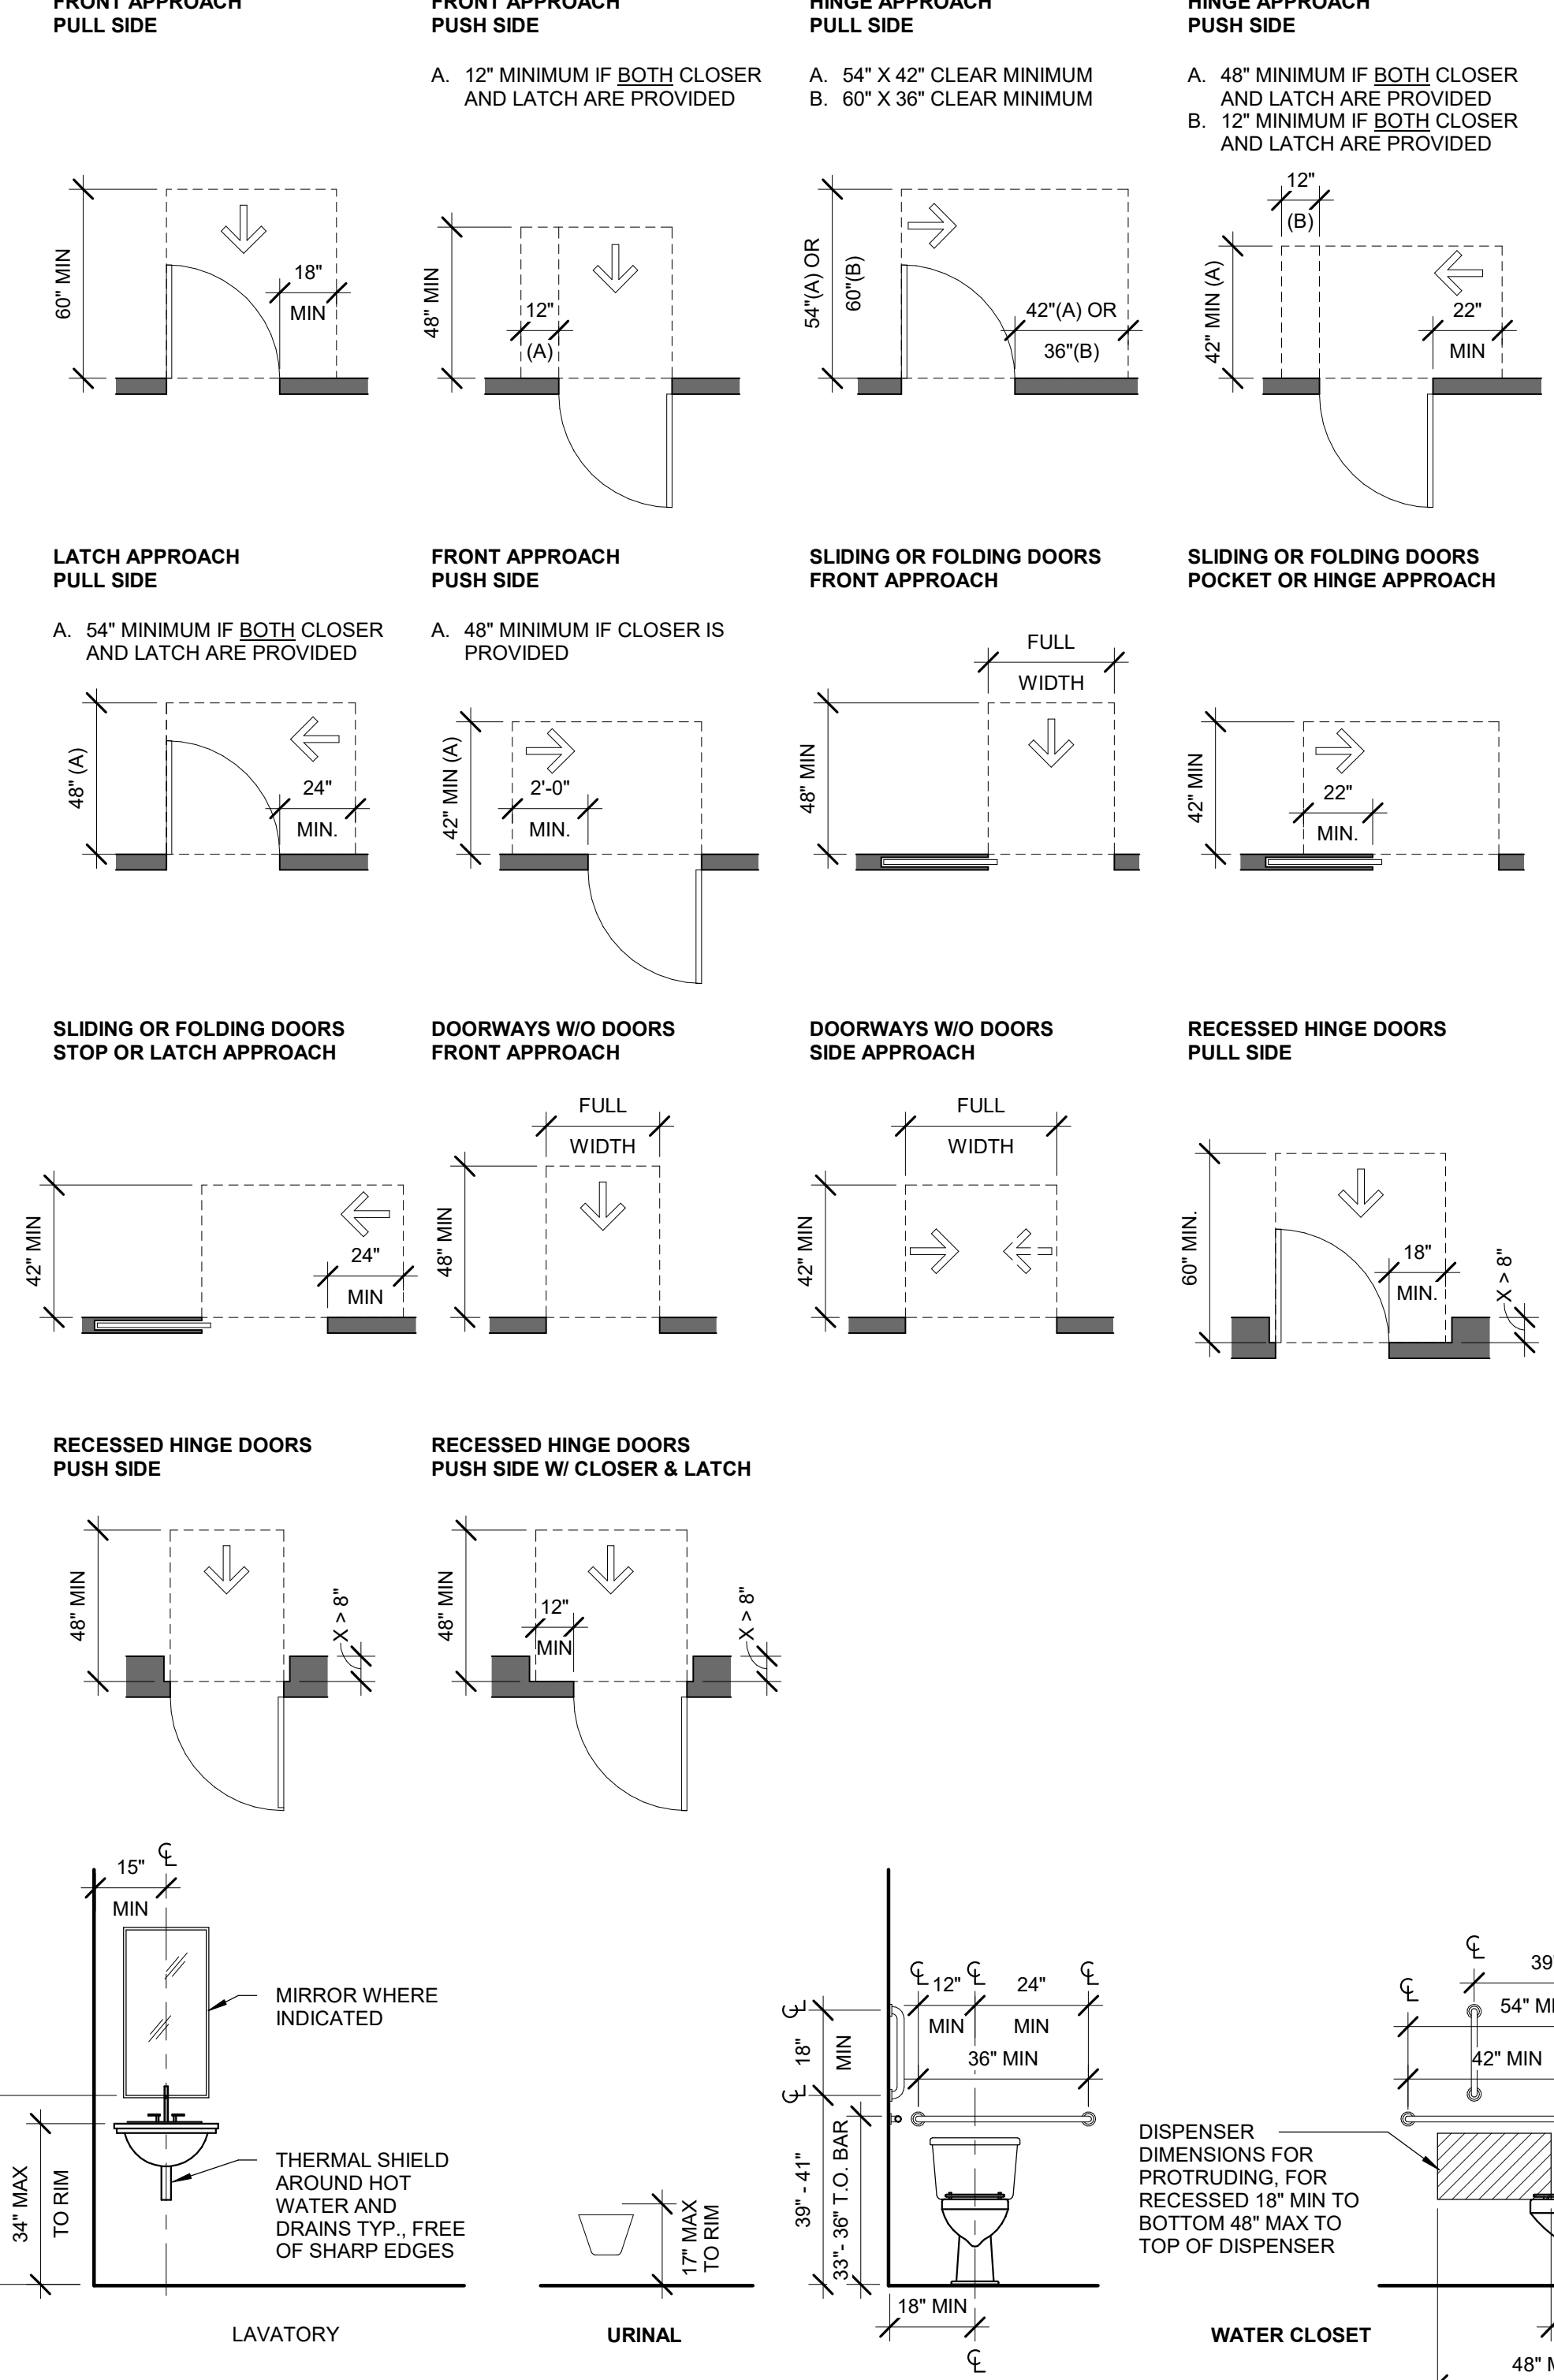 FRONT APPROACH
PULL SIDE
FRONT APPROACH
PUSH SIDE
A. 12" MINIMUM IF BOTH CLOSER
AND LATCH ARE PROVIDED
HINGE APPROACH
PULL SIDE
A. 54" X 42" CLEAR MINIMUM
B. 60" X 36" CLEAR MINIMUM
HINGE APPROACH
PUSH SIDE
A. 48" MINIMUM IF BOTH CLOSER
AND LATCH ARE PROVIDED
B. 12" MINIMUM IF BOTH CLOSER
AND LATCH ARE PROVIDED
60" MIN
18"
MIN
48" MIN
12"
(A)
54"(A) OR
60"(B)
42"(A) OR
36"(B)
12"
(B)
42" MIN (A)
22"
MIN
LATCH APPROACH
PULL SIDE
A. 54" MINIMUM IF BOTH CLOSER
AND LATCH ARE PROVIDED
FRONT APPROACH
PUSH SIDE
A. 48" MINIMUM IF CLOSER IS
PROVIDED
SLIDING OR FOLDING DOORS
FRONT APPROACH
SLIDING OR FOLDING DOORS
POCKET OR HINGE APPROACH
48" (A)
24"
MIN.
42" MIN (A)
2'-0"
MIN.
FULL
WIDTH
48" MIN
42" MIN
22"
MIN.
SLIDING OR FOLDING DOORS
STOP OR LATCH APPROACH
DOORWAYS W/O DOORS
FRONT APPROACH
DOORWAYS W/O DOORS
SIDE APPROACH
RECESSED HINGE DOORS
PULL SIDE
42" MIN
24"
MIN
FULL
WIDTH
48" MIN
FULL
WIDTH
42" MIN
60" MIN.
18"
MIN.
X > 8"
RECESSED HINGE DOORS
PUSH SIDE
RECESSED HINGE DOORS
PUSH SIDE W/ CLOSER & LATCH
48" MIN
X > 8"
48" MIN
12"
MIN
X > 8"
15"
MIN
℄
MIRROR WHERE
INDICATED
THERMAL SHIELD
AROUND HOT
WATER AND
DRAINS TYP., FREE
OF SHARP EDGES
34" MAX
TO RIM
LAVATORY
17" MAX
TO RIM
URINAL
℄ 12" ℄ 24" ℄
MIN MIN
36" MIN
℄
18"
MIN
℄
39" - 41"
33"- 36" T.O. BAR
18" MIN
℄
DISPENSER
DIMENSIONS FOR
PROTRUDING, FOR
RECESSED 18" MIN TO
BOTTOM 48" MAX TO
TOP OF DISPENSER
℄
39"
℄
54"
42" MIN
WATER CLOSET
48"